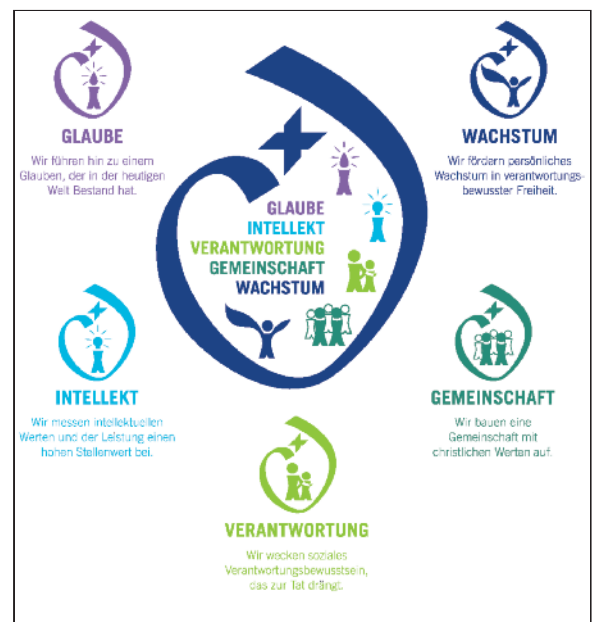 GLAUBE
Wir führen hin zu einem
Glauben, der in der heutigen
Welt Bestand hat.
WACHSTUM
Wir fördern persönliches
Wachstum in verantwortungs-
bewusster Freiheit.
GLAUBE
INTELLEKT
VERANTWORTUNG
GEMEINSCHAFT
WACHSTUM
INTELLEKT
Wir messen intellektuellen
Werten und der Leistung einen
hohen Stellenwert bei.
GEMEINSCHAFT
Wir bauen eine
Gemeinschaft mit
christlichen Werten auf.
VERANTWORTUNG
Wir wecken soziales
Verantwortungsbewusstsein,
das zur Tat drängt.